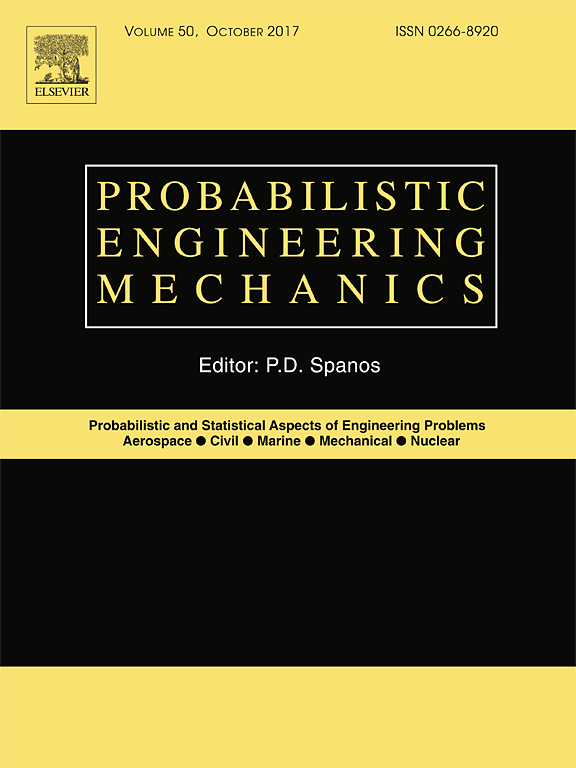 VOLUME 50, OCTOBER 2017
ISSN 0266-8920
ELSEVIER
PROBABILISTIC
ENGINEERING
MECHANICS
Editor: P.D. Spanos
Probabilistic and Statistical Aspects of Engineering Problems
Aerospace ● Civil ● Marine ● Mechanical ● Nuclear